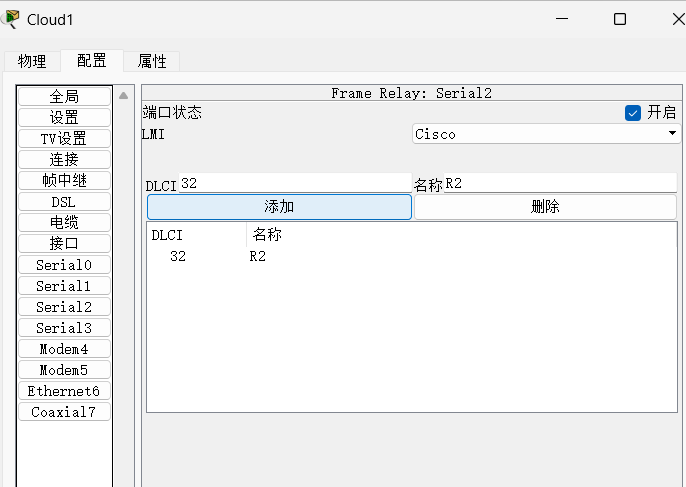 Cloud1
物理 配置 属性
全局
设置
TV设置
连接
帧中继
DSL
电缆
接口
Serial0
Serial1
Serial2
Serial3
Modem4
Modem5
Ethernet6
Coaxial7
Frame Relay: Serial2
端口状态 开启
LMI Cisco
DLCI 32 名称 R2
添加 删除
DLCI 名称
32 R2